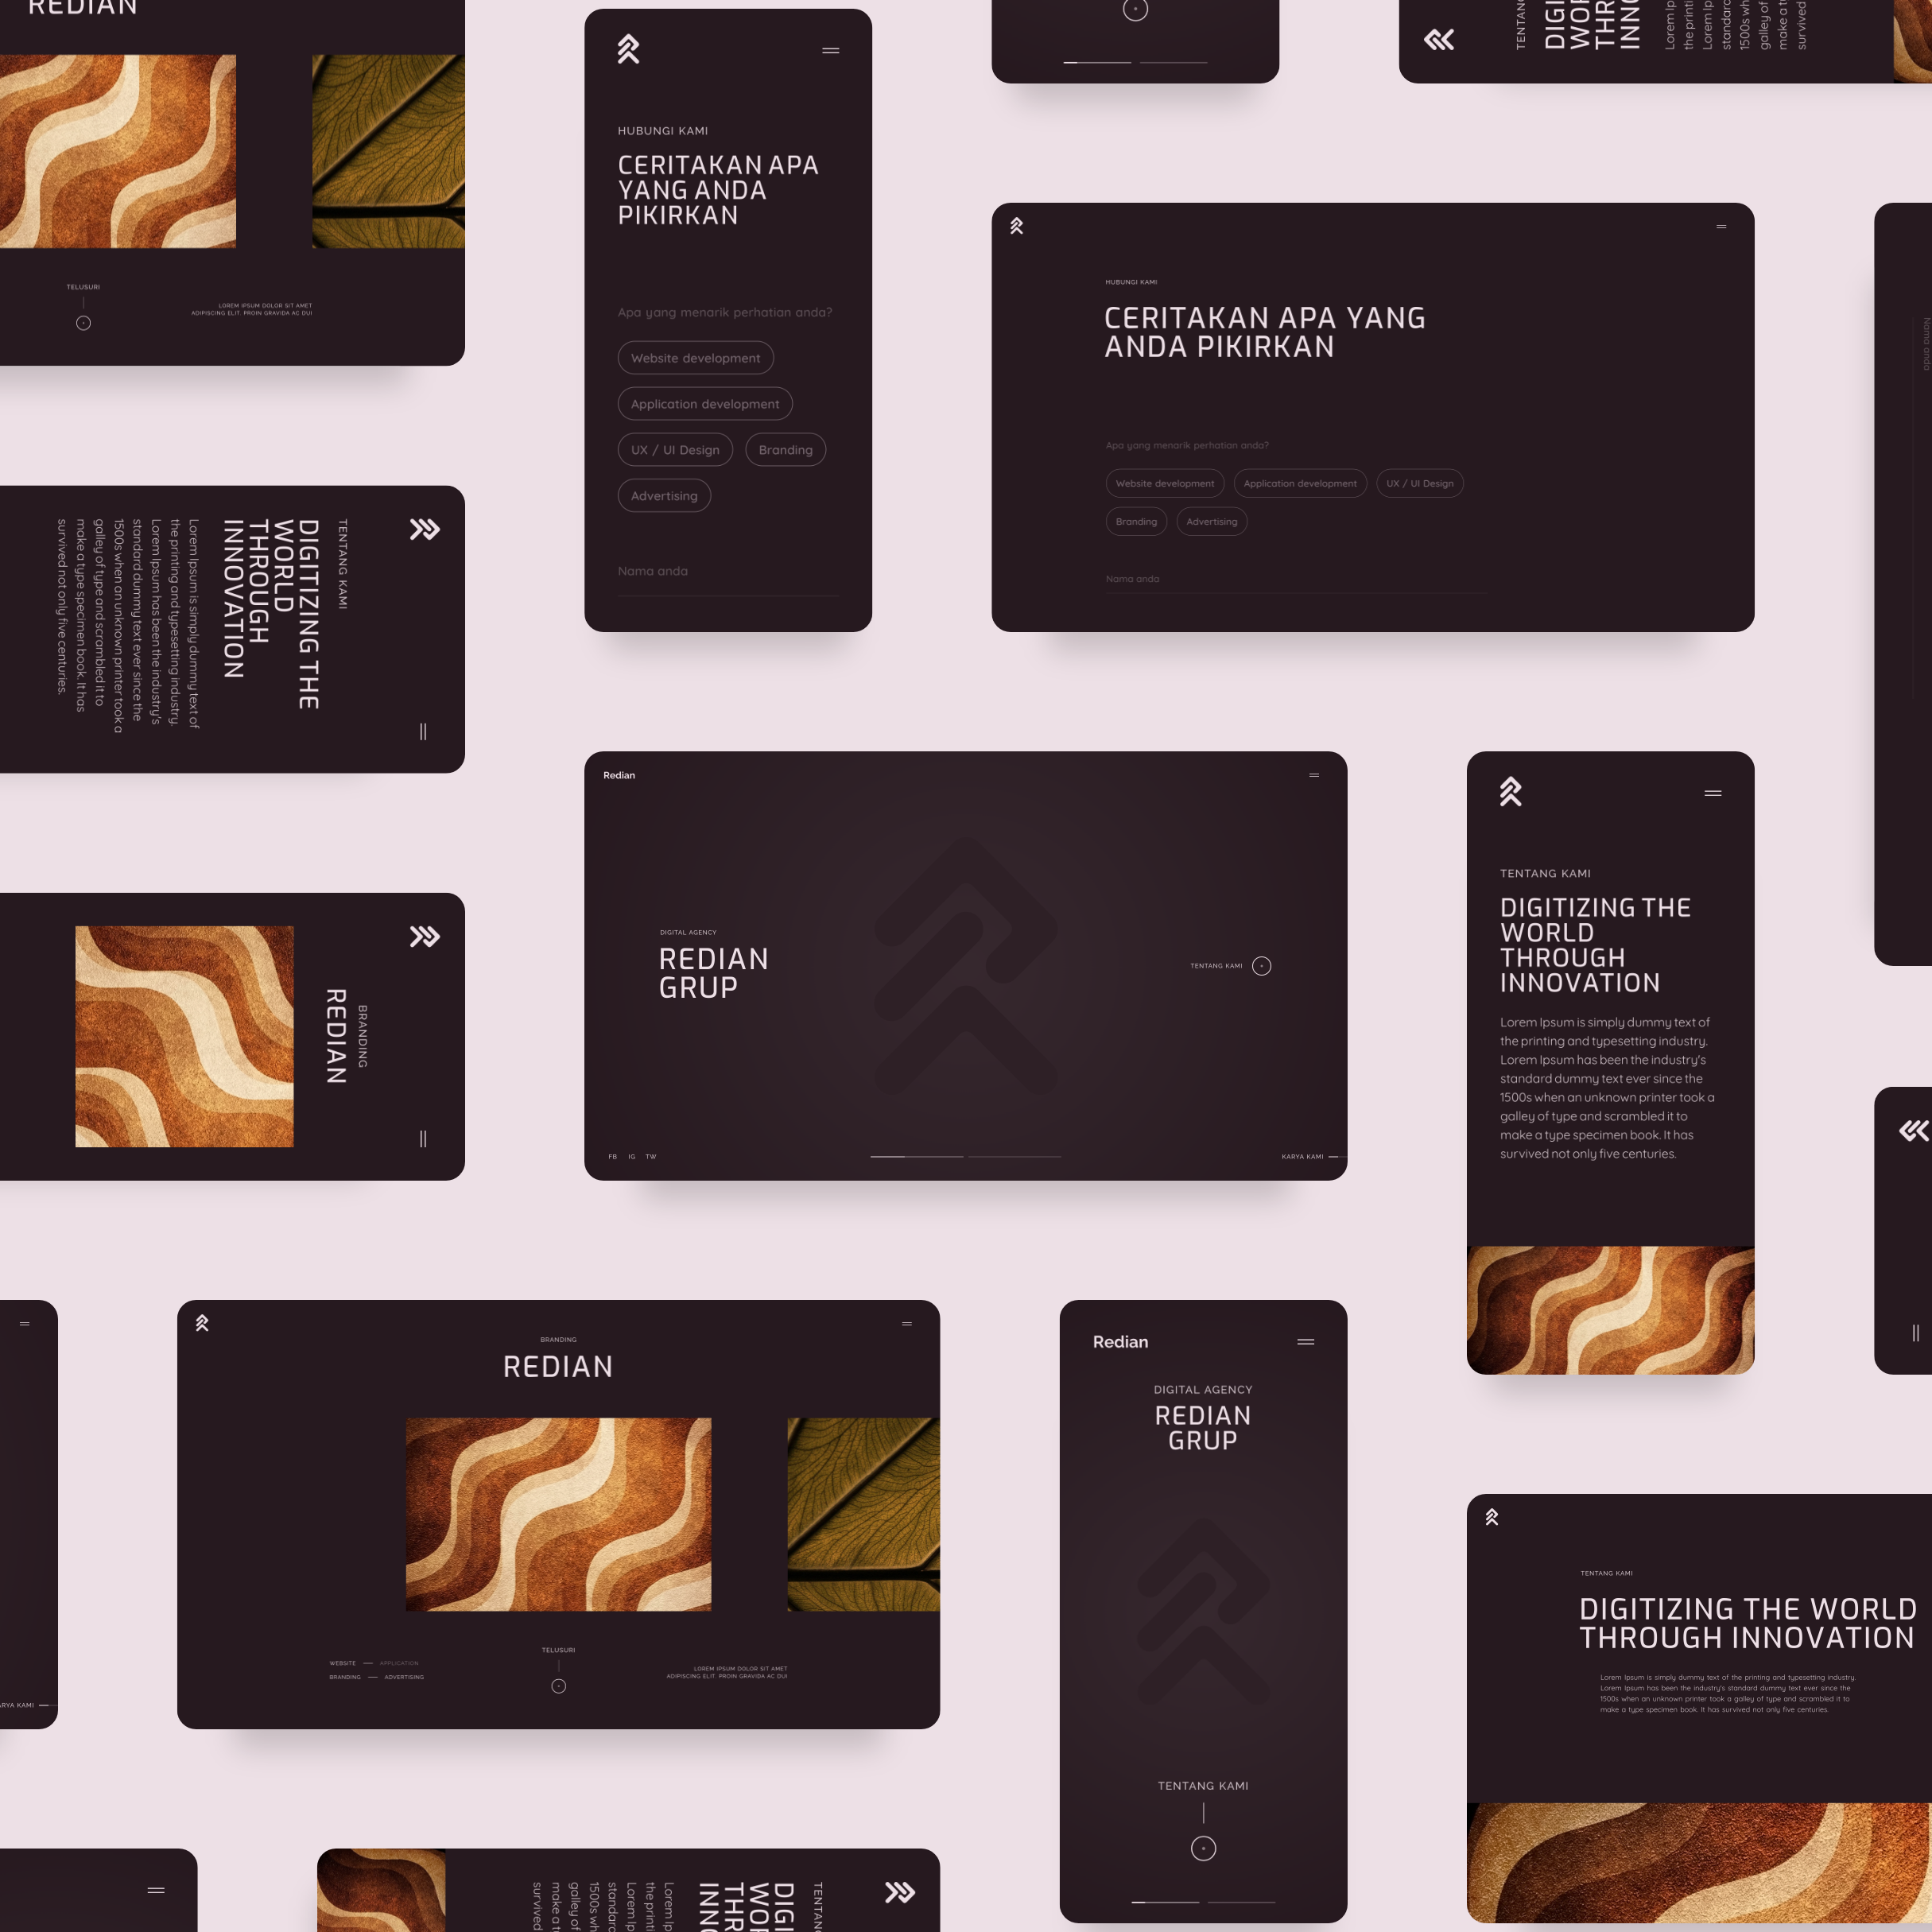 REDIAN
TELUSURI
LOREM IPSUM DOLOR SIT AMET
ADIPISCING ELIT. PROIN GRAVIDA AC DUI
HUBUNGI KAMI
CERITAKAN APA
YANG ANDA
PIKIRKAN
Apa yang menarik perhatian anda?
Website development
Application development
UX / UI Design
Branding
Advertising
Nama anda
HUBUNGI KAMI
CERITAKAN APA YANG
ANDA PIKIRKAN
Apa yang menarik perhatian anda?
Website development
Application development
UX / UI Design
Branding
Advertising
Nama anda
Nama anda
TENTANG KAMI
DIGITIZING THE
WORLD
THROUGH
INNOVATION
Lorem Ipsum is simply dummy text of
the printing and typesetting industry.
Lorem Ipsum has been the industry's
standard dummy text ever since the
1500s when an unknown printer took a
galley of type and scrambled it to
make a type specimen book. It has
survived not only five centuries.
BRANDING
REDIAN
Redian
DIGITAL AGENCY
REDIAN
GRUP
TENTANG KAMI
FB
IG
TW
KARYA KAMI
TENTANG KAMI
DIGITIZING THE
WORLD
THROUGH
INNOVATION
Lorem Ipsum is simply dummy text of
the printing and typesetting industry.
Lorem Ipsum has been the industry's
standard dummy text ever since the
1500s when an unknown printer took a
galley of type and scrambled it to
make a type specimen book. It has
survived not only five centuries.
BRANDING
REDIAN
WEBSITE
APPLICATION
BRANDING
ADVERTISING
TELUSURI
LOREM IPSUM DOLOR SIT AMET
ADIPISCING ELIT. PROIN GRAVIDA AC DUI
Redian
DIGITAL AGENCY
REDIAN
GRUP
TENTANG KAMI
TENTANG KAMI
DIGITIZING THE WORLD
THROUGH INNOVATION
Lorem Ipsum is simply dummy text of the printing and typesetting industry.
Lorem Ipsum has been the industry's standard dummy text ever since the
1500s when an unknown printer took a galley of type and scrambled it to
make a type specimen book. It has survived not only five centuries.